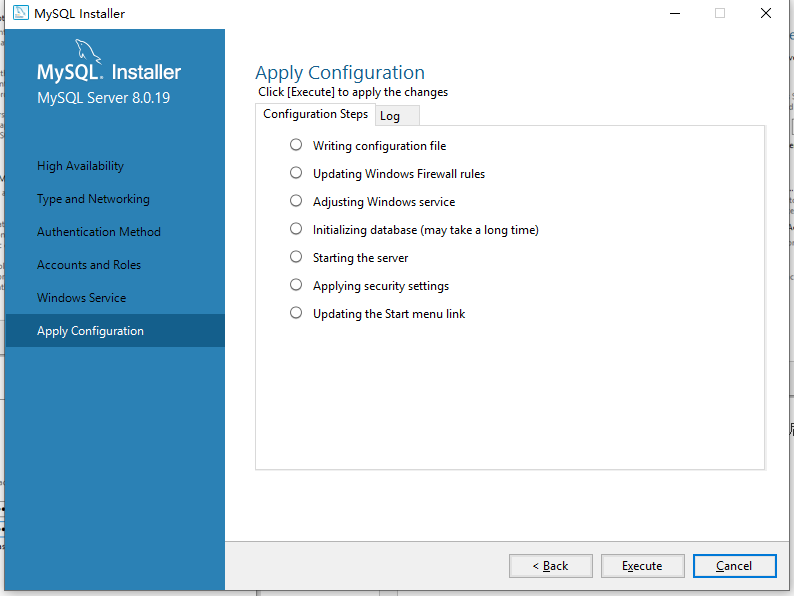 MySQL Installer
MySQL. Installer
MySQL Server 8.0.19
High Availability
Type and Networking
Authentication Method
Accounts and Roles
Windows Service
Apply Configuration
Apply Configuration
Click [Execute] to apply the changes
Configuration Steps
Log
Writing configuration file
Updating Windows Firewall rules
Adjusting Windows service
Initializing database (may take a long time)
Starting the server
Applying security settings
Updating the Start menu link
< Back
Execute
Cancel